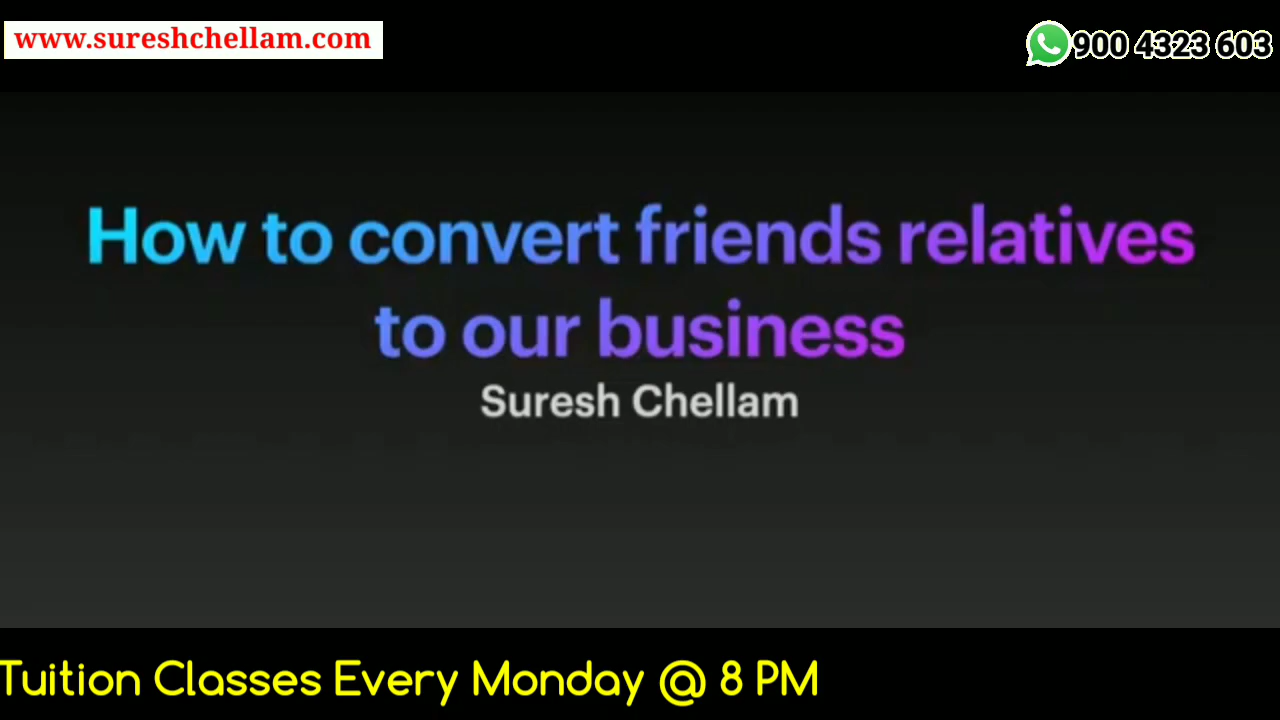 www.sureshchellam.com
900 4323 603
How to convert friends relatives
to our business
Suresh Chellam
Tuition Classes Every Monday @ 8 PM